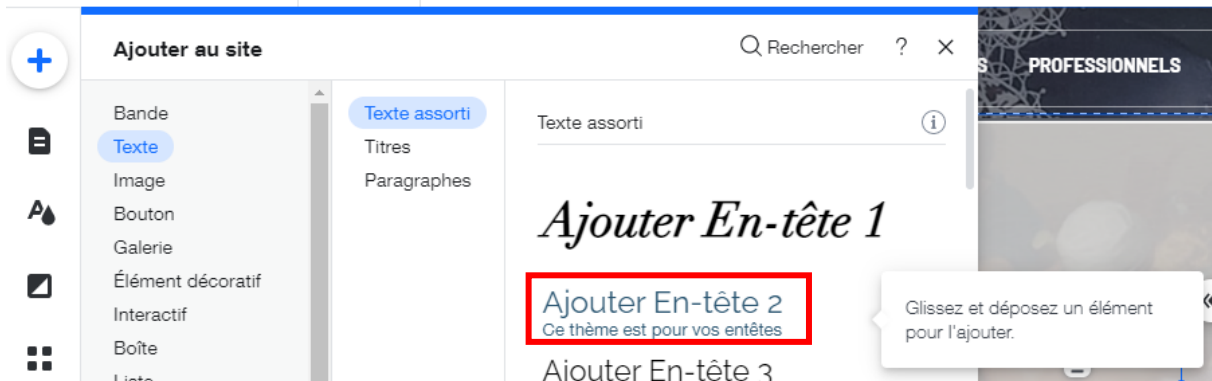 Ajouter au site
Rechercher ?
S PROFESSIONNELS
Bande
Texte
Image
Bouton
Galerie
Élément décoratif
Interactif
Boîte
Liste
Texte assorti
Titres
Paragraphes
Texte assorti
Ajouter En-tête 1
Ajouter En-tête 2
Ce thème est pour vos entêtes
Ajouter En-tête 3
Glissez et déposez un élément
pour l'ajouter.